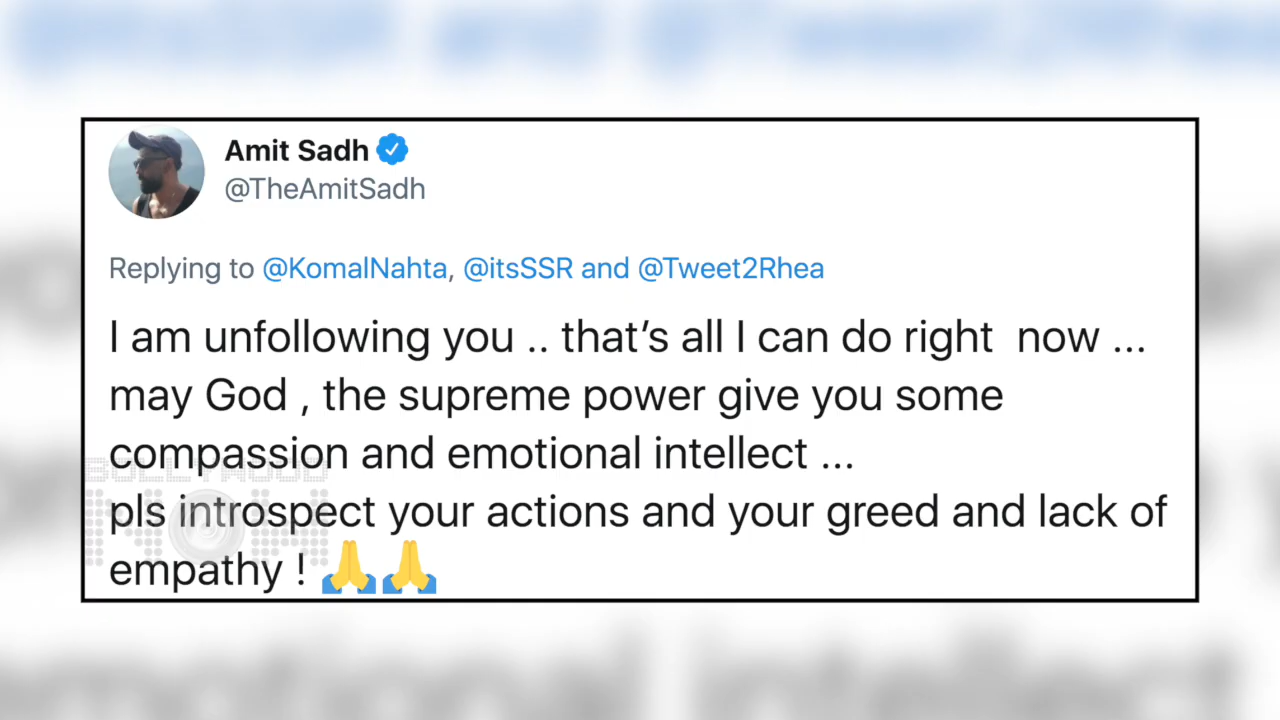 Amit Sadh
@TheAmitSadh
Replying to @KomalNahta, @itsSSR and @Tweet2Rhea
I am unfollowing you .. that’s all I can do right  now ...
may God , the supreme power give you some
compassion and emotional intellect ...
pls introspect your actions and your greed and lack of
empathy ! 🙏🙏
BOLLYWOOD
NOW